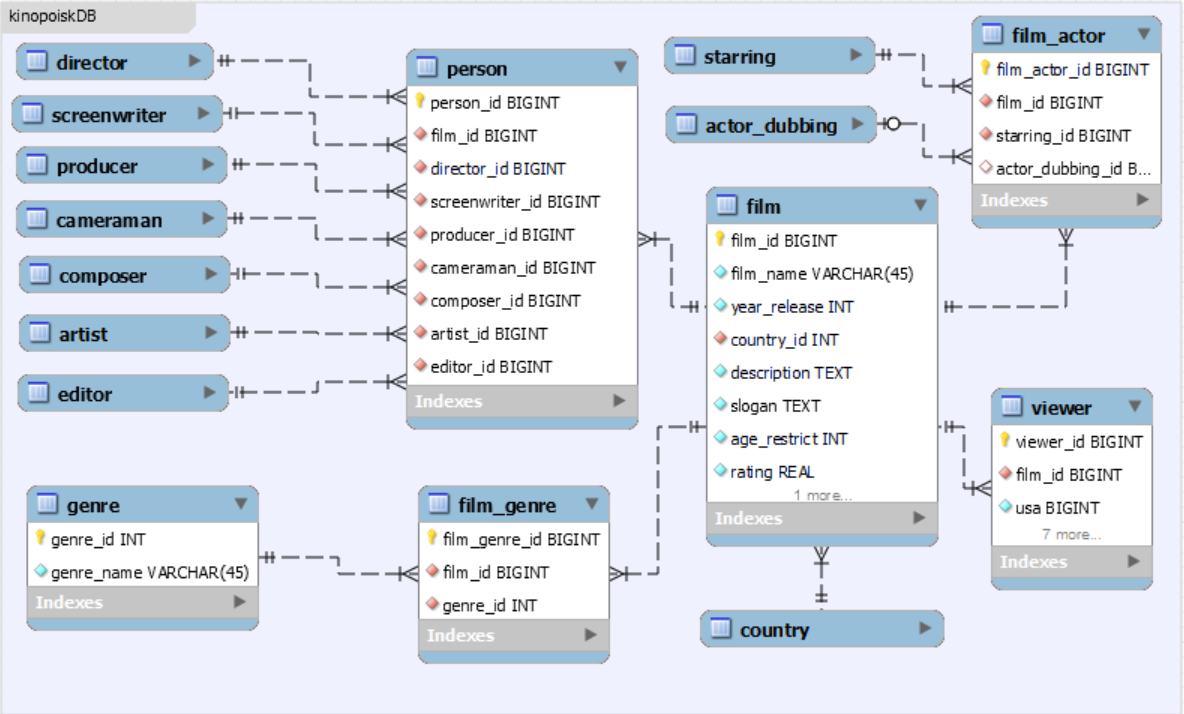 kinopoiskDB
director
screenwriter
producer
cameraman
composer
artist
editor
person
person_id BIGINT
film_id BIGINT
director_id BIGINT
screenwriter_id BIGINT
producer_id BIGINT
cameraman_id BIGINT
composer_id BIGINT
artist_id BIGINT
editor_id BIGINT
Indexes
starring
actor_dubbing
film_actor
film_actor_id BIGINT
film_id BIGINT
starring_id BIGINT
actor_dubbing_id B...
Indexes
film
film_id BIGINT
film_name VARCHAR(45)
year_release INT
country_id INT
description TEXT
slogan TEXT
age_restrict INT
rating REAL
1 more...
Indexes
viewer
viewer_id BIGINT
film_id BIGINT
usa BIGINT
7 more...
Indexes
genre
genre_id INT
genre_name VARCHAR(45)
Indexes
film_genre
film_genre_id BIGINT
film_id BIGINT
genre_id INT
Indexes
country